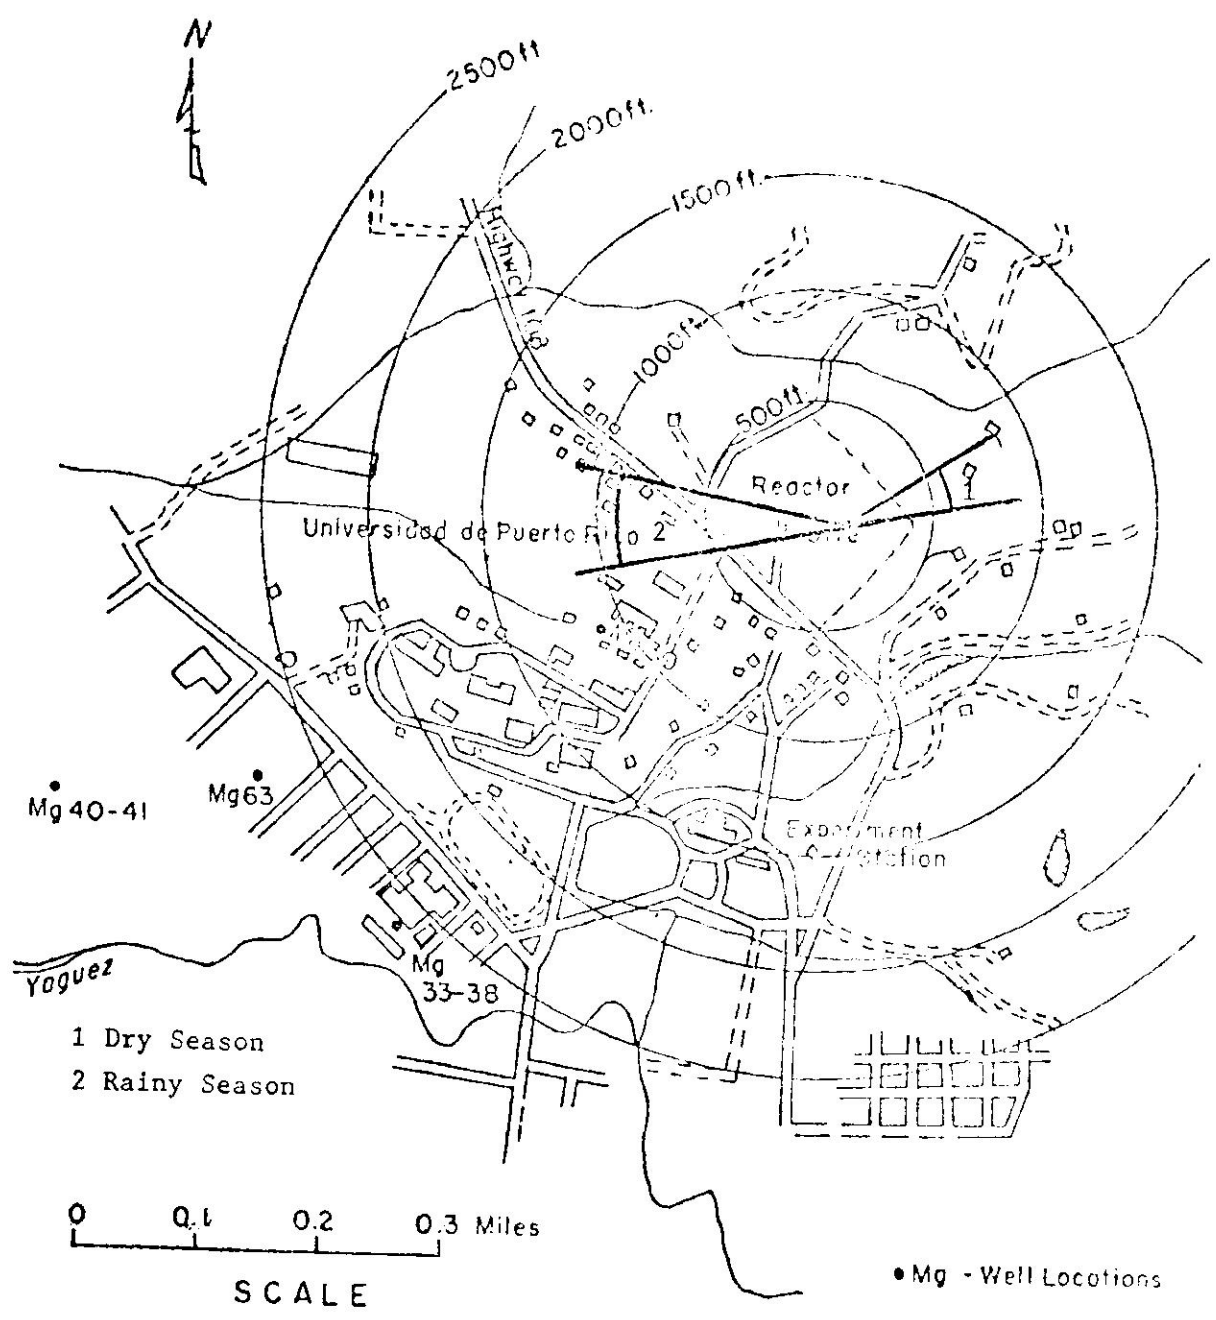 N
2500ft
2000ft.
1500ft.
Highway 108
1000ft.
500ft.
Reactor
Site
1
Universidad de Puerto Rico
2
Mg 40-41
Mg63
Experiment
Station
Mg
33-38
Yaguez
1 Dry Season
2 Rainy Season
0 0.1 0.2 0.3 Miles
SCALE
Mg - Well Locations